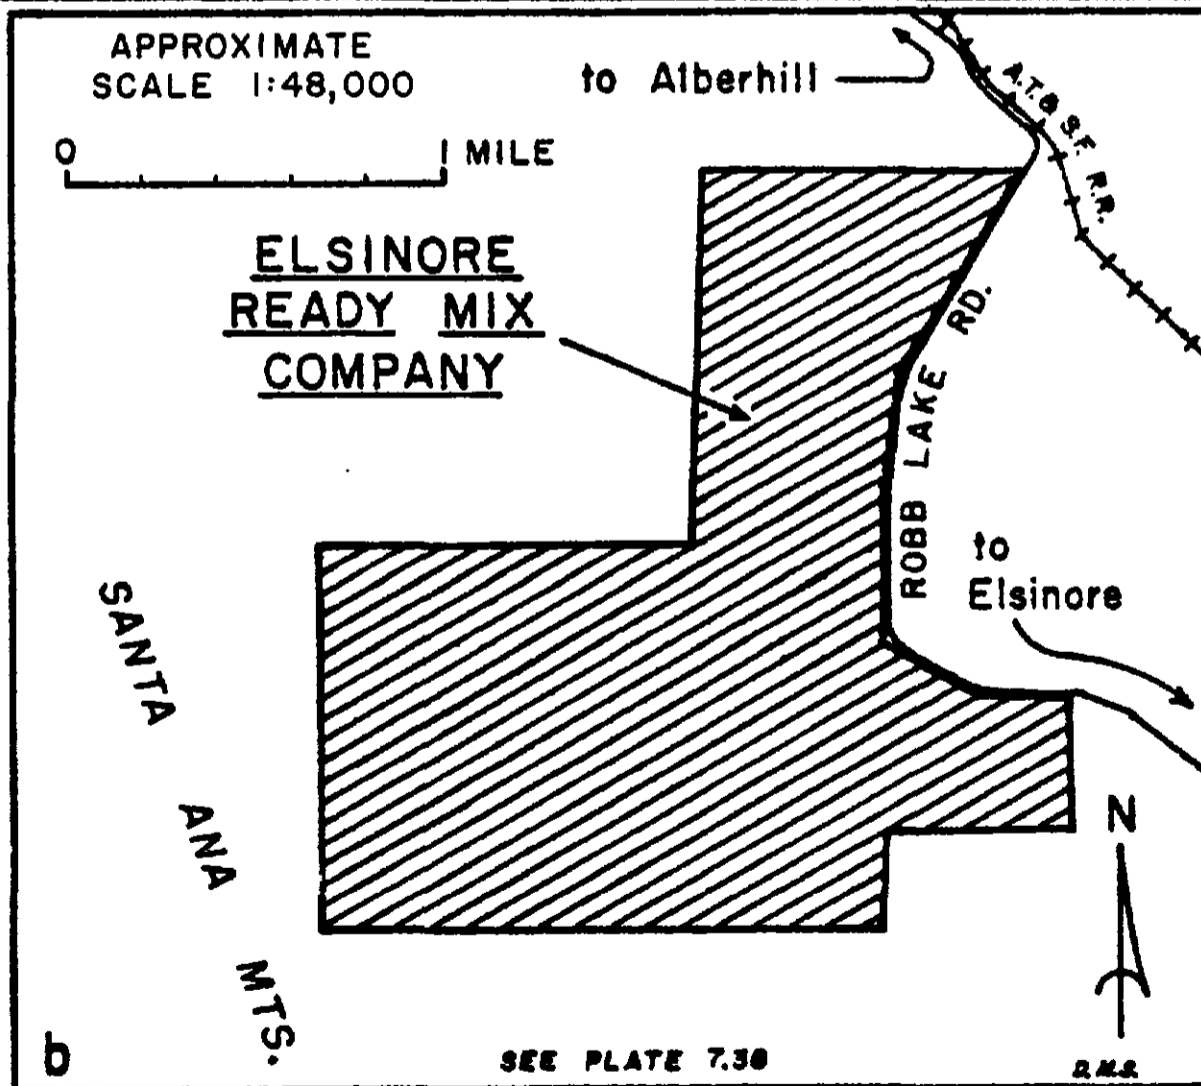 APPROXIMATE
SCALE 1:48,000
0 1 MILE
to Alberhill
A.T. & S.F. R.R.
ELSINORE
READY MIX
COMPANY
ROBB LAKE RD.
to
Elsinore
SANTA
ANA
MTS.
N
b
SEE PLATE 7.38
D.M.S.